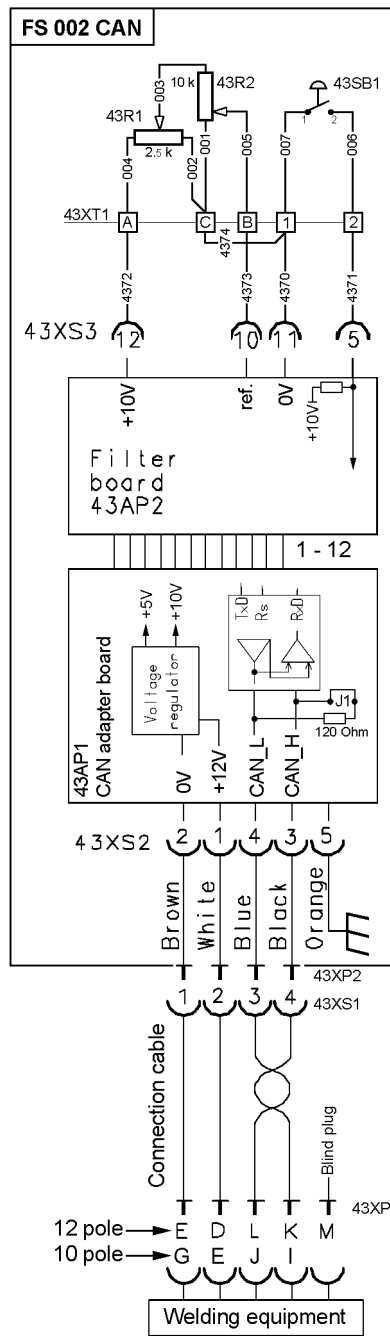 FS 002 CAN
003
10 k
43R2
43SB1
43R1
2.5 k
1
2
004
002
001
005
007
006
43XT1
A
C
B
1
2
4374
4372
4373
4370
4371
43XS3
12
10
11
5
+10V
ref.
0V
+10V
Filter
board
43AP2
1 - 12
TxD
Rs
RxD
+5V
+10V
Voltage
regulator
J1
120 Ohm
43AP1
CAN adapter board
0V
+12V
CAN_L
CAN_H
43XS2
2
1
4
3
5
Brown
White
Blue
Black
Orange
43XP2
1
2
3
4
43XS1
Connection cable
Blind plug
43XP
12 pole
E
D
L
K
M
10 pole
G
E
J
I
Welding equipment